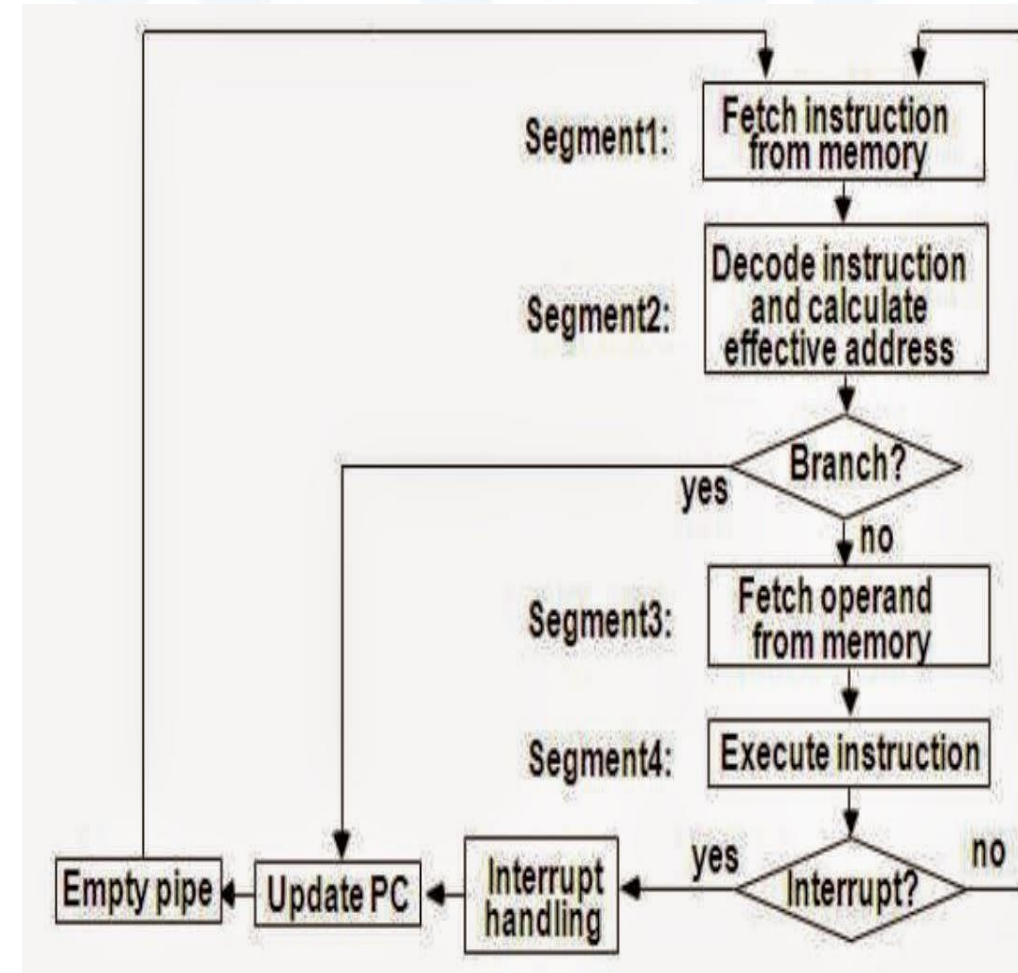 Segment1:
Fetch instruction
from memory
Segment2:
Decode instruction
and calculate
effective address
Branch?
yes
no
Segment3:
Fetch operand
from memory
Segment4:
Execute instruction
Empty pipe
Update PC
Interrupt
handling
yes
Interrupt?
no